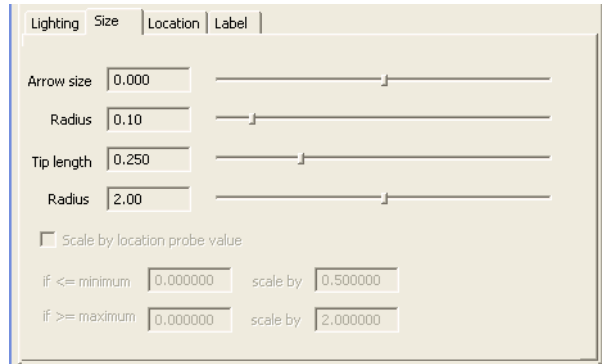 Lighting Size Location Label
Arrow size 0.000
Radius 0.10
Tip length 0.250
Radius 2.00
Scale by location probe value
if <= minimum 0.000000 scale by 0.500000
if >= maximum 0.000000 scale by 2.000000